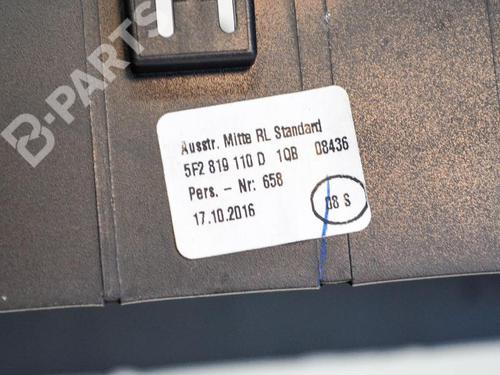 B-PARTS
Ausstr. Mitte RL Standard
5F2 819 110 D 1QB 08436
Pers. - Nr: 658
17.10.2016 08 S